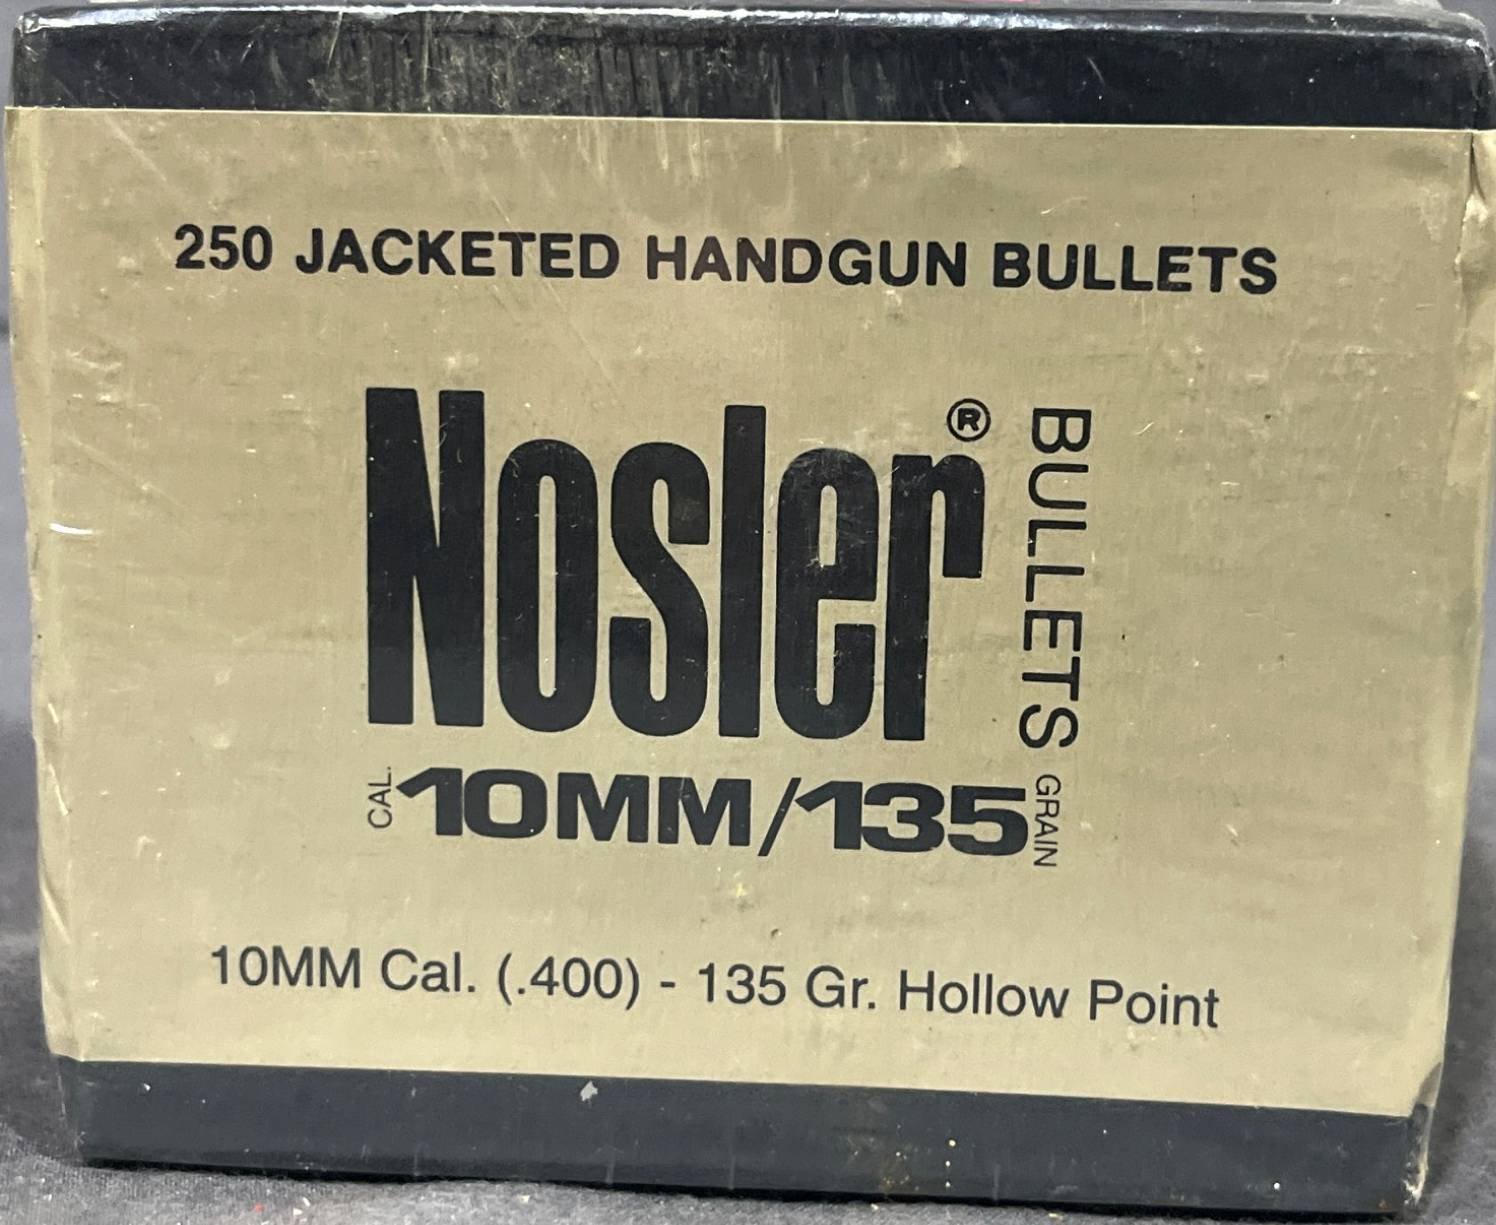 250 JACKETED HANDGUN BULLETS
Nosler®
BULLETS
CAL. 10MM/135 GRAIN
10MM Cal. (.400) - 135 Gr. Hollow Point